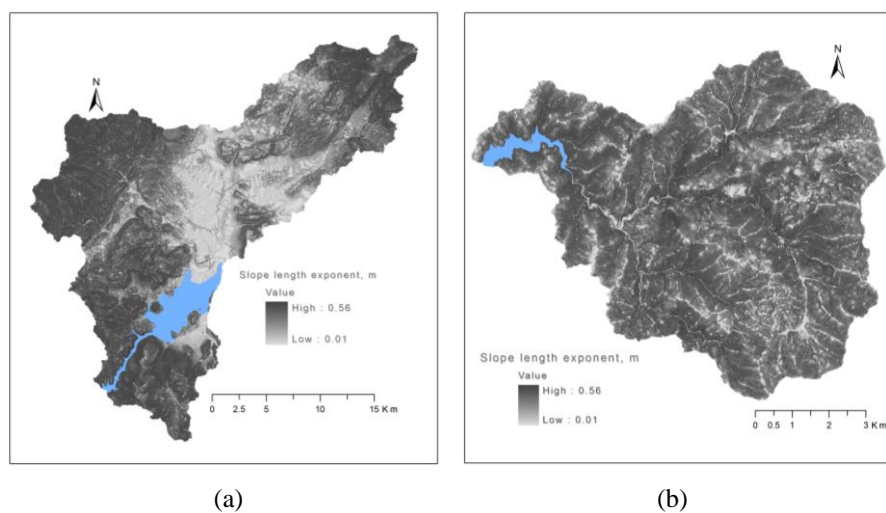 N
Slope length exponent, m
Value
High : 0.56
Low : 0.01
0 2.5 5 10 15 Km
(a)
N
Slope length exponent, m
Value
High : 0.56
Low : 0.01
0 0.5 1 2 3 Km
(b)